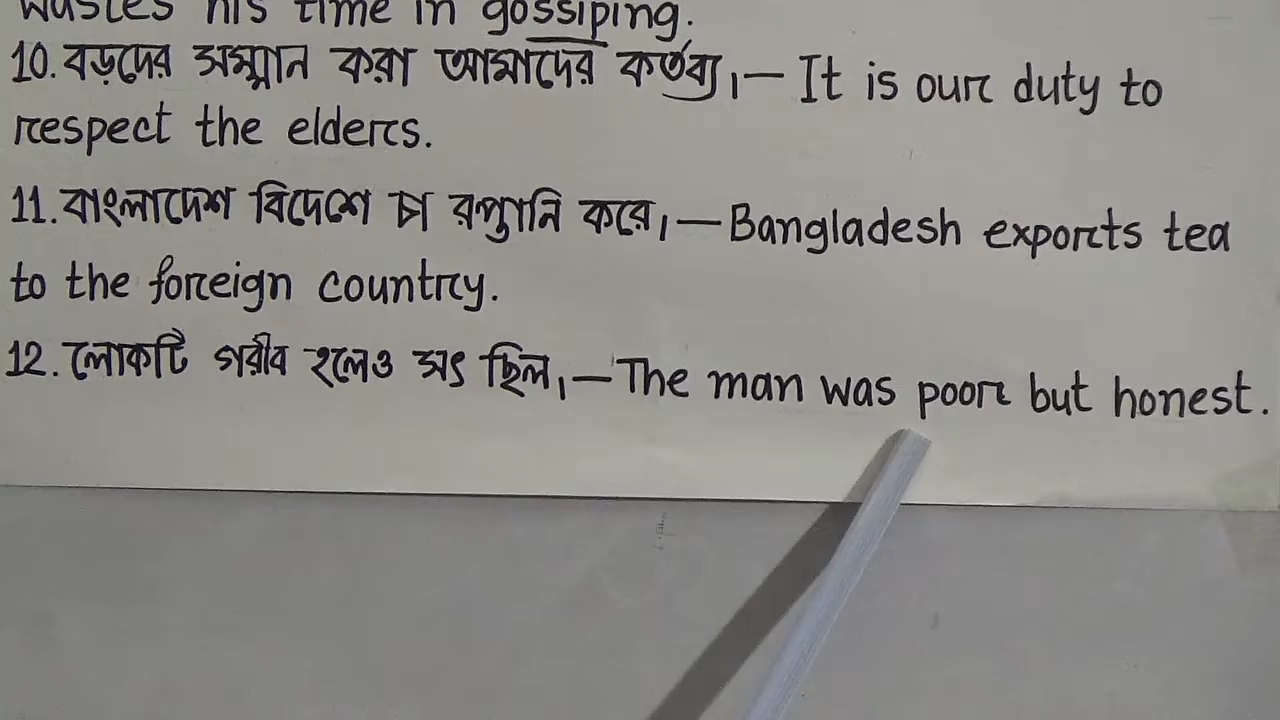 wastes his time in gossiping.
10. বড়দের সম্মান করা আমাদের কর্তব্য।— It is our duty to
respect the elders.
11. বাংলাদেশ বিদেশে চা রপ্তানি করে।— Bangladesh exports tea
to the foreign country.
12. লোকটি গরীব হলেও সৎ ছিল।— The man was poor but honest.